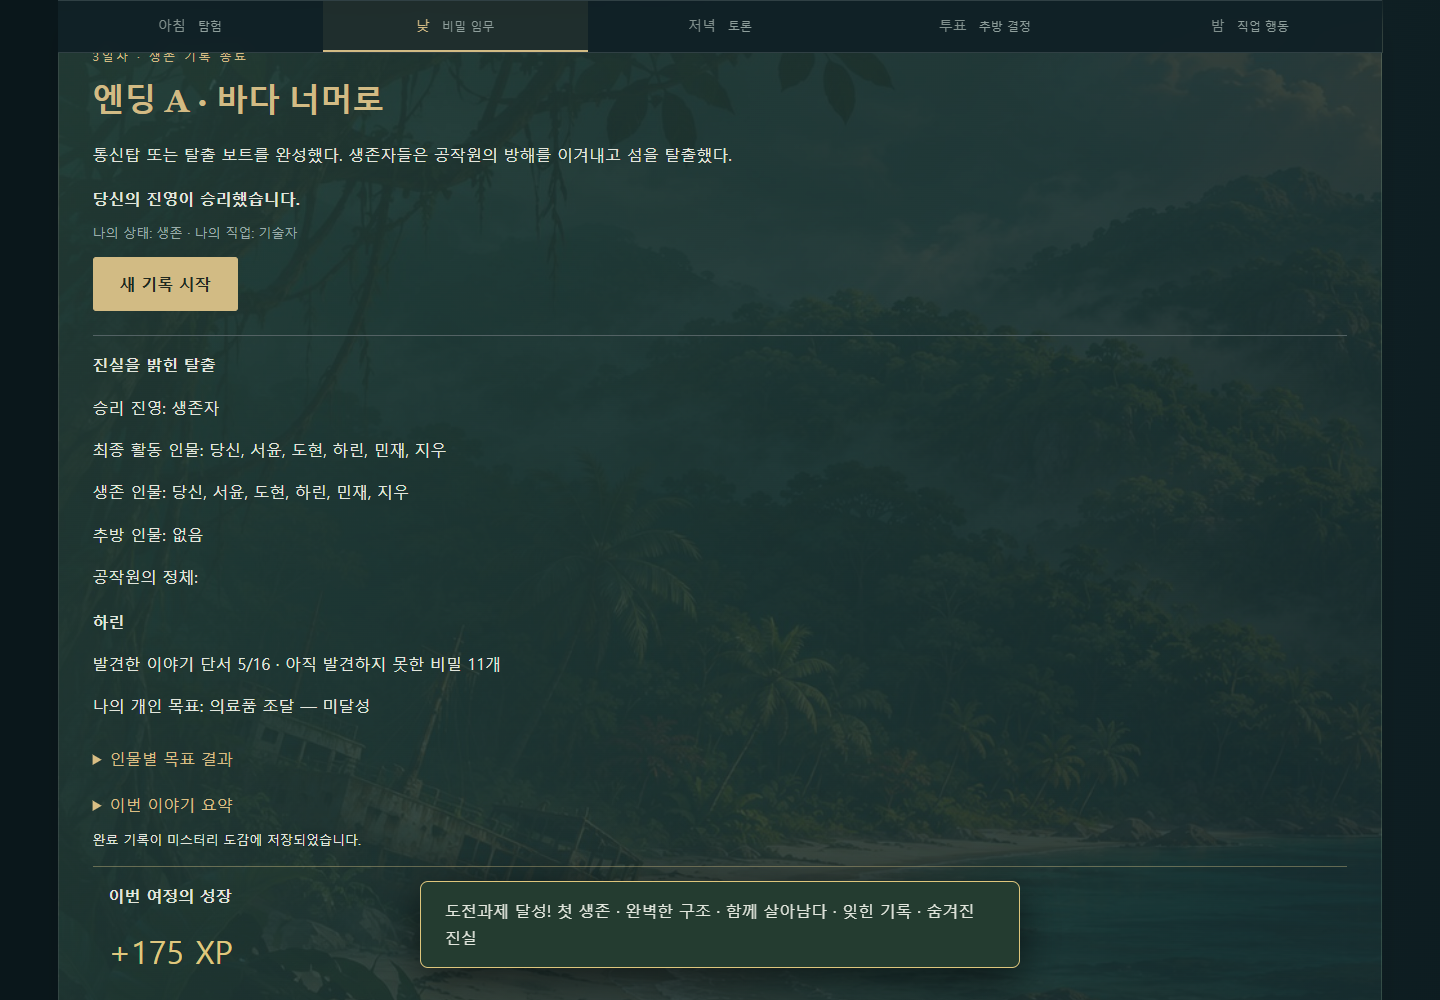 아침 탐험
낮 비밀 임무
저녁 토론
투표 추방 결정
밤 직업 행동
3일차 · 생존 기록 종료
엔딩 A · 바다 너머로
통신탑 또는 탈출 보트를 완성했다. 생존자들은 공작원의 방해를 이겨내고 섬을 탈출했다.
당신의 진영이 승리했습니다.
나의 상태: 생존 · 나의 직업: 기술자
새 기록 시작
진실을 밝힌 탈출
승리 진영: 생존자
최종 활동 인물: 당신, 서윤, 도현, 하린, 민재, 지우
생존 인물: 당신, 서윤, 도현, 하린, 민재, 지우
추방 인물: 없음
공작원의 정체:
하린
발견한 이야기 단서 5/16 · 아직 발견하지 못한 비밀 11개
나의 개인 목표: 의료품 조달 — 미달성
▶ 인물별 목표 결과
▶ 이번 이야기 요약
완료 기록이 미스터리 도감에 저장되었습니다.
이번 여정의 성장
+175 XP
도전과제 달성! 첫 생존 · 완벽한 구조 · 함께 살아남다 · 잊힌 기록 · 숨겨진
진실